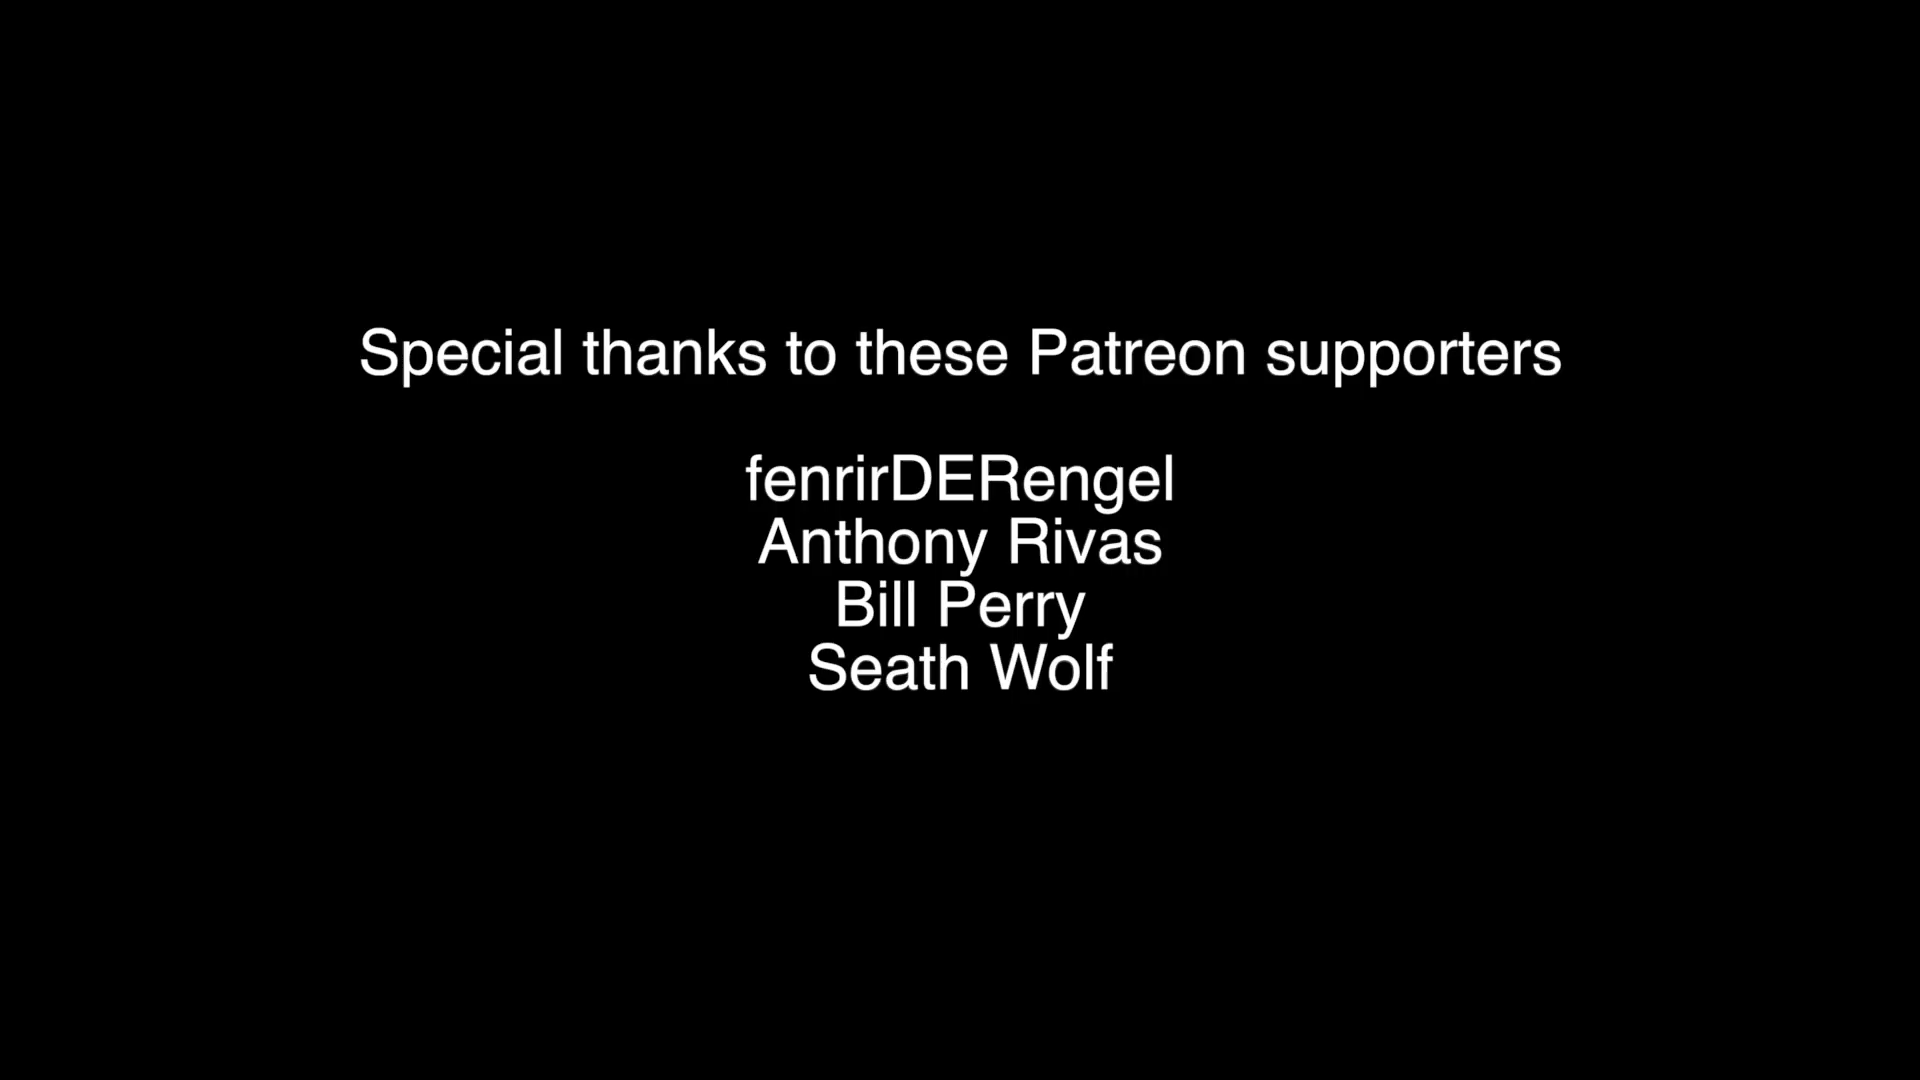 Special thanks to these Patreon supporters
fenrirDERengel
Anthony Rivas
Bill Perry
Seath Wolf